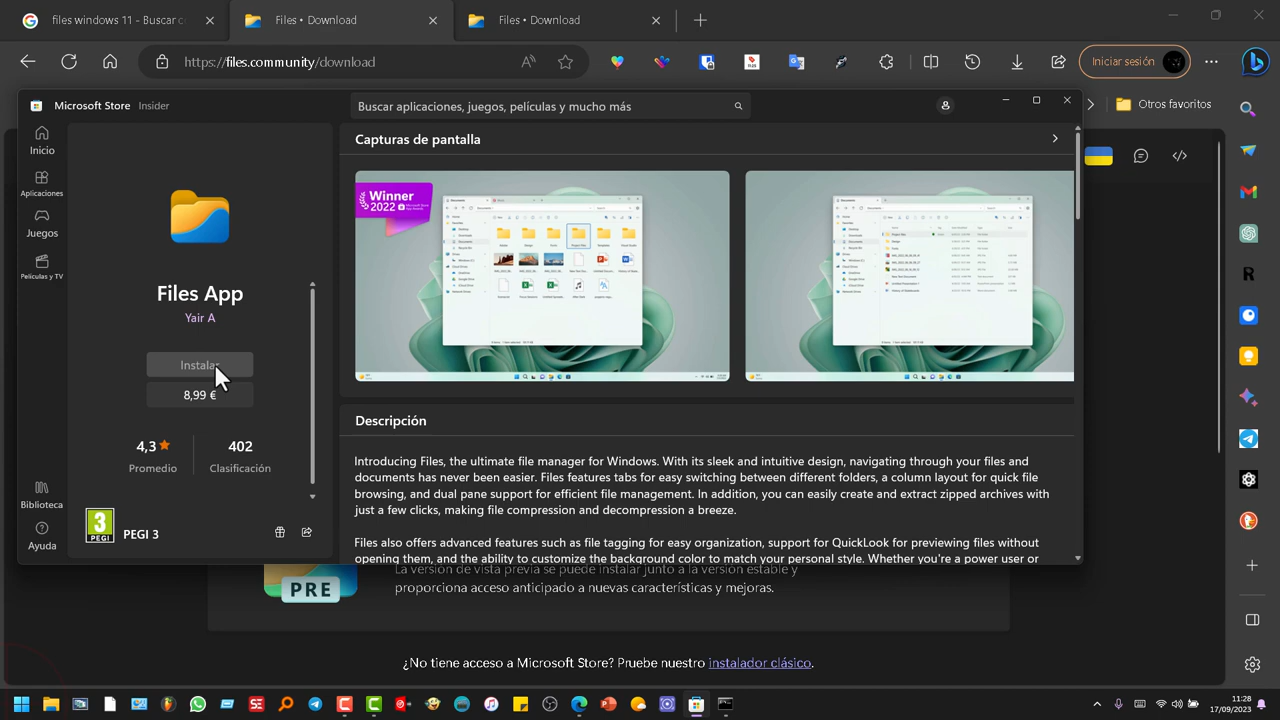 files windows 11 - Buscar c
Files • Download
Files • Download
https://files.community/download
Iniciar sesión
Otros favoritos
Microsoft Store
Insider
Buscar aplicaciones, juegos, películas y mucho más
Inicio
Aplicaciones
Juegos
Películas y TV
Biblioteca
Ayuda
Files App
Yair A
Instalar
8,99 €
4,3
Promedio
402
Clasificación
3
PEGI
PEGI 3
Capturas de pantalla
Winner
2022
Descripción
Introducing Files, the ultimate file manager for Windows. With its sleek and intuitive design, navigating through your files and
documents has never been easier. Files features tabs for easy switching between different folders, a column layout for quick file
browsing, and dual pane support for efficient file management. In addition, you can easily create and extract zipped archives with
just a few clicks, making file compression and decompression a breeze.
Files also offers advanced features such as file tagging for easy organization, support for QuickLook for previewing files without
opening them, and the ability to customize the background color to match your personal style. Whether you're a power user or
PRE
La versión de vista previa se puede instalar junto a la versión estable y
proporciona acceso anticipado a nuevas características y mejoras.
¿No tiene acceso a Microsoft Store? Pruebe nuestro instalador clásico.
11:28
17/09/2023